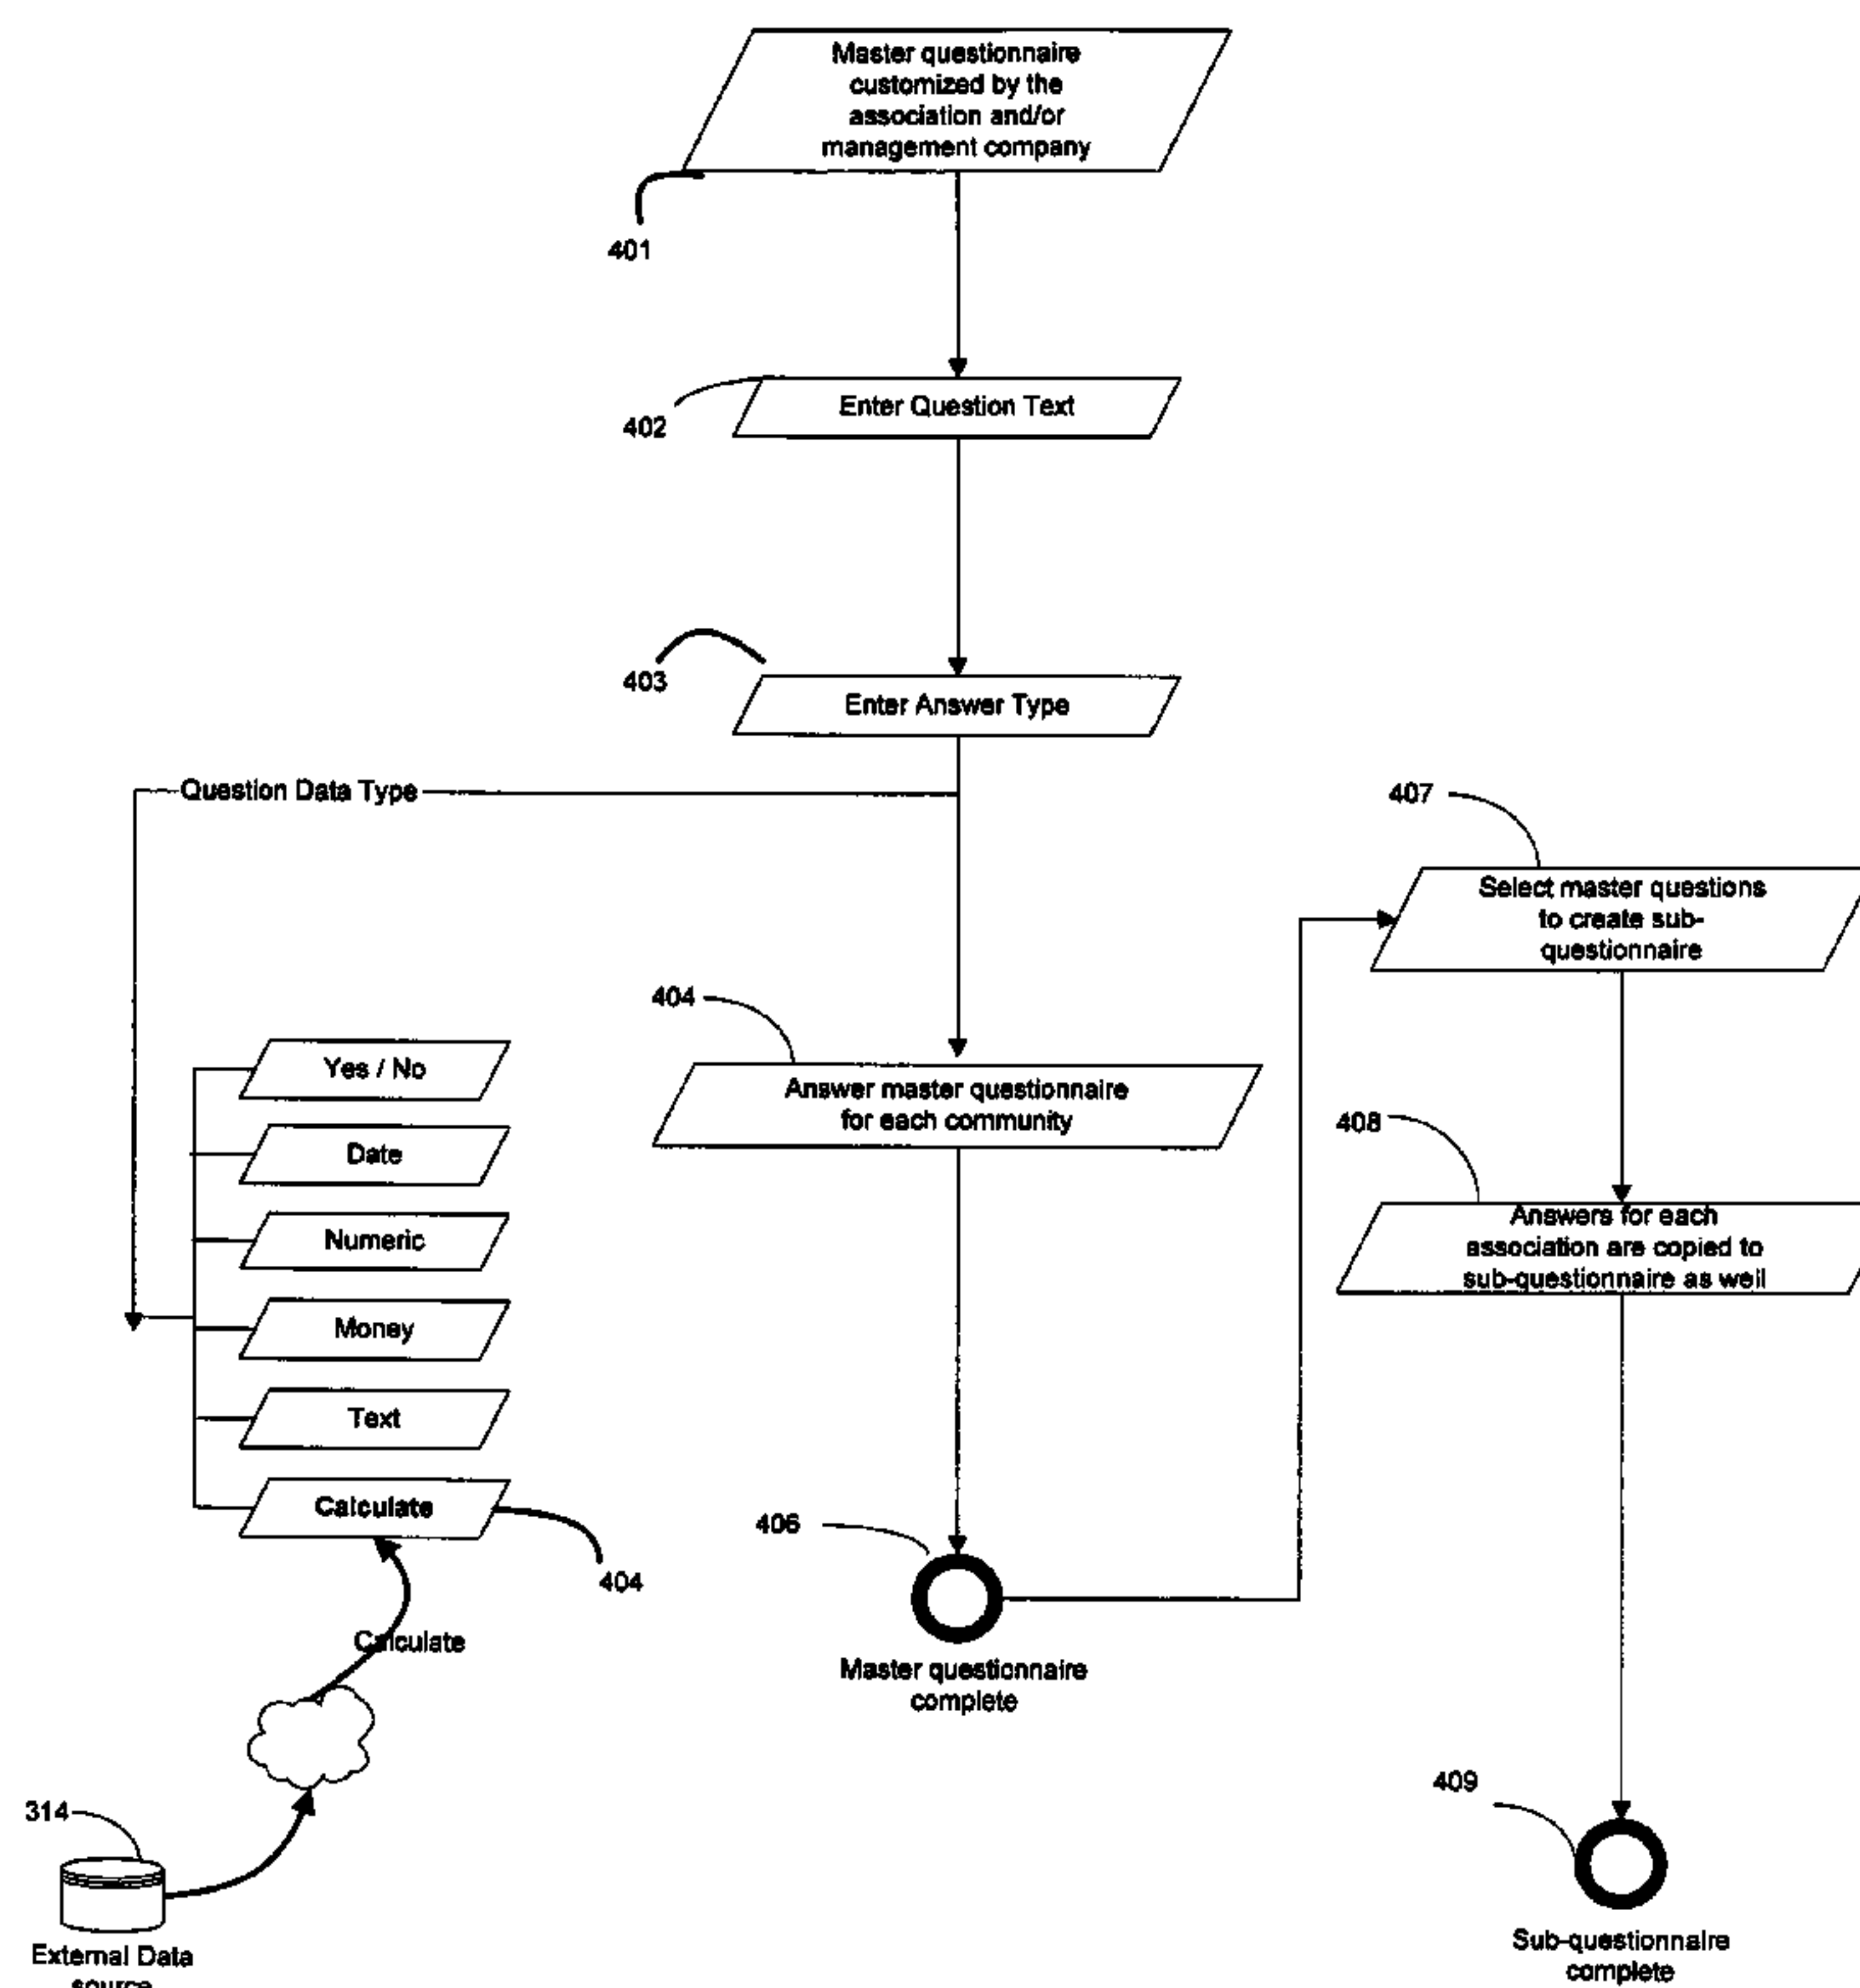 Master questionnaire
customized by the
association and/or
management company
401
402
Enter Question Text
403
Enter Answer Type
Question Data Type
407
Select master questions
to create sub-
questionnaire
404
Answer master questionnaire
for each community
408
Answers for each
association are copied to
sub-questionnaire as well
Yes / No
Date
Numeric
Money
Text
Calculate
404
Calculate
406
Master questionnaire
complete
314
External Data
source
409
Sub-questionnaire
complete